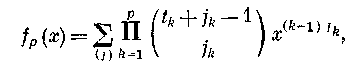 f_p (x) = \sum_{(j)} \prod_{k=1}^{p} \binom{t_k + j_k - 1}{j_k} x^{(k-1) j_k},